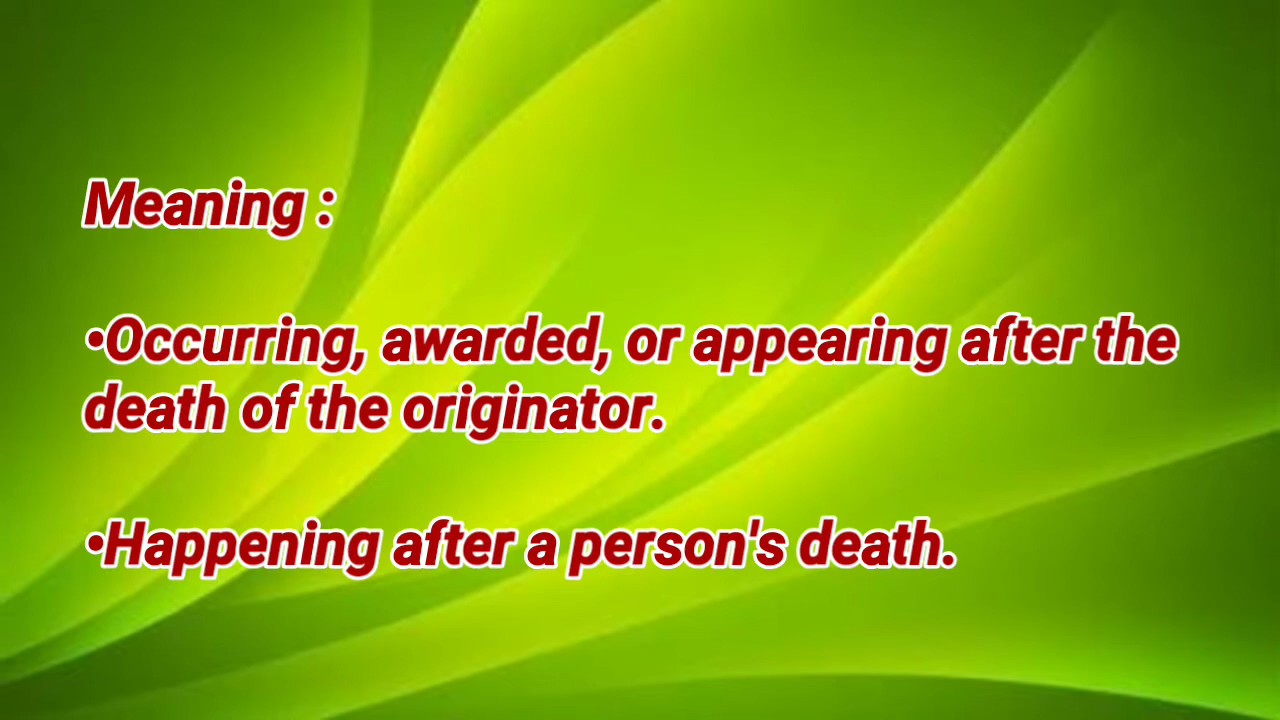 Meaning :
•Occurring, awarded, or appearing after the
death of the originator.
•Happening after a person's death.